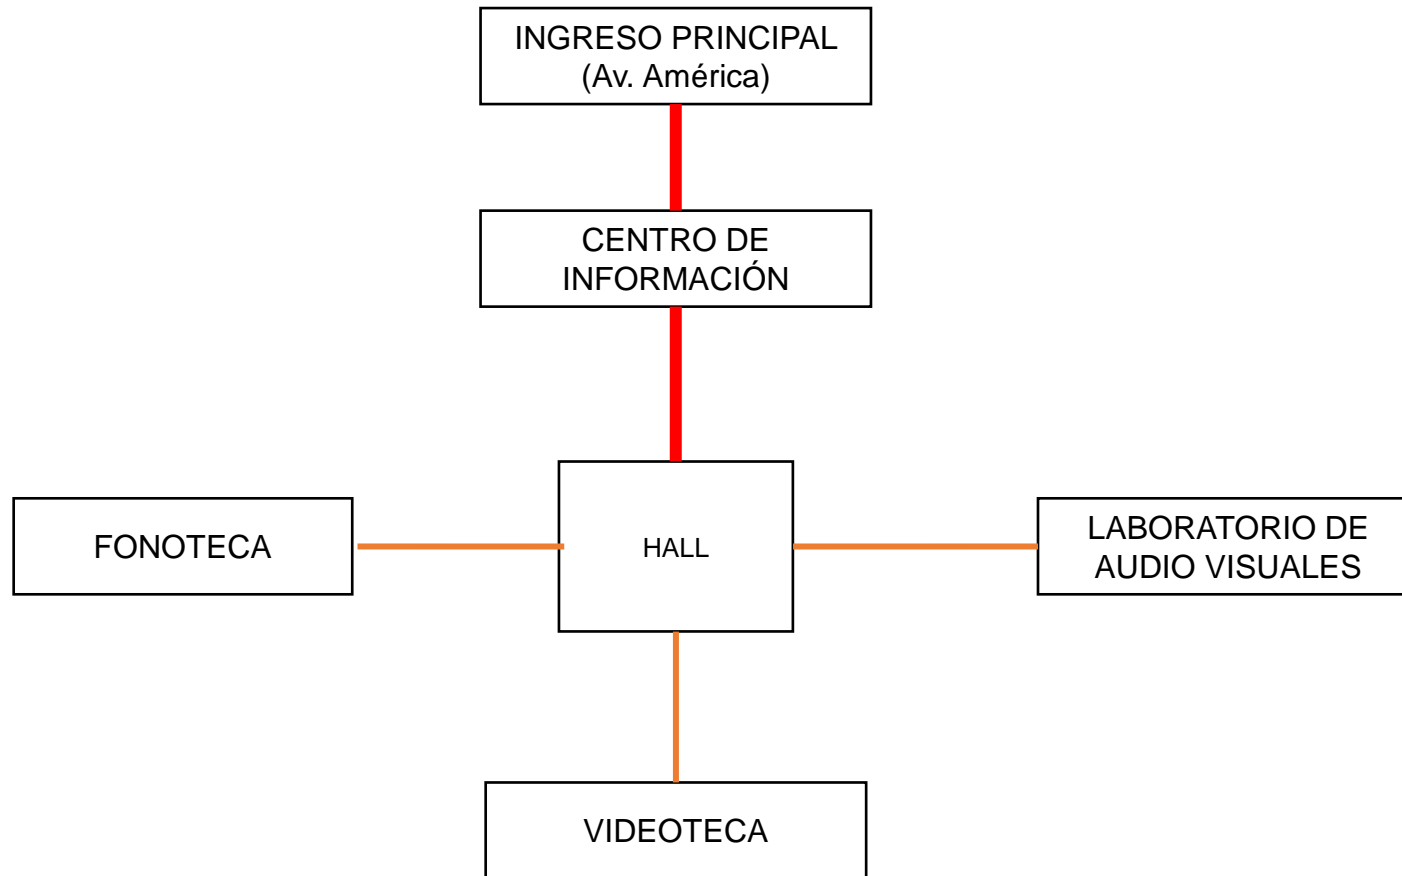 INGRESO PRINCIPAL
(Av. América)
CENTRO DE
INFORMACIÓN
FONOTECA
HALL
LABORATORIO DE
AUDIO VISUALES
VIDEOTECA